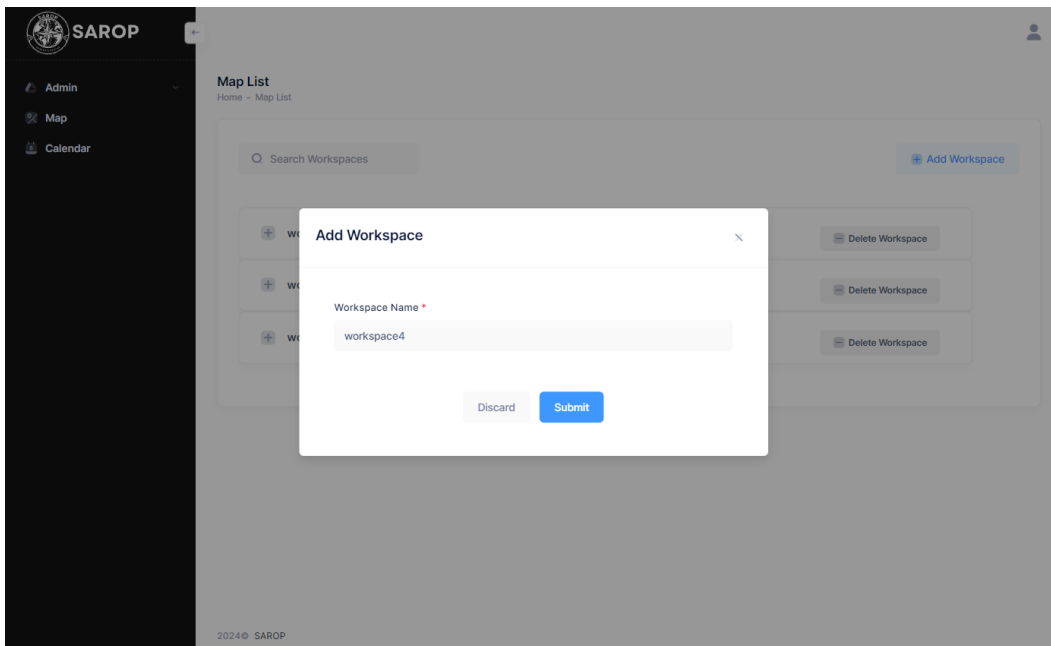 SAROP
Admin
Map
Calendar
Map List
Home - Map List
Search Workspaces
Add Workspace
Delete Workspace
Delete Workspace
Delete Workspace
Add Workspace
Workspace Name *
workspace4
Discard
Submit
2024© SAROP